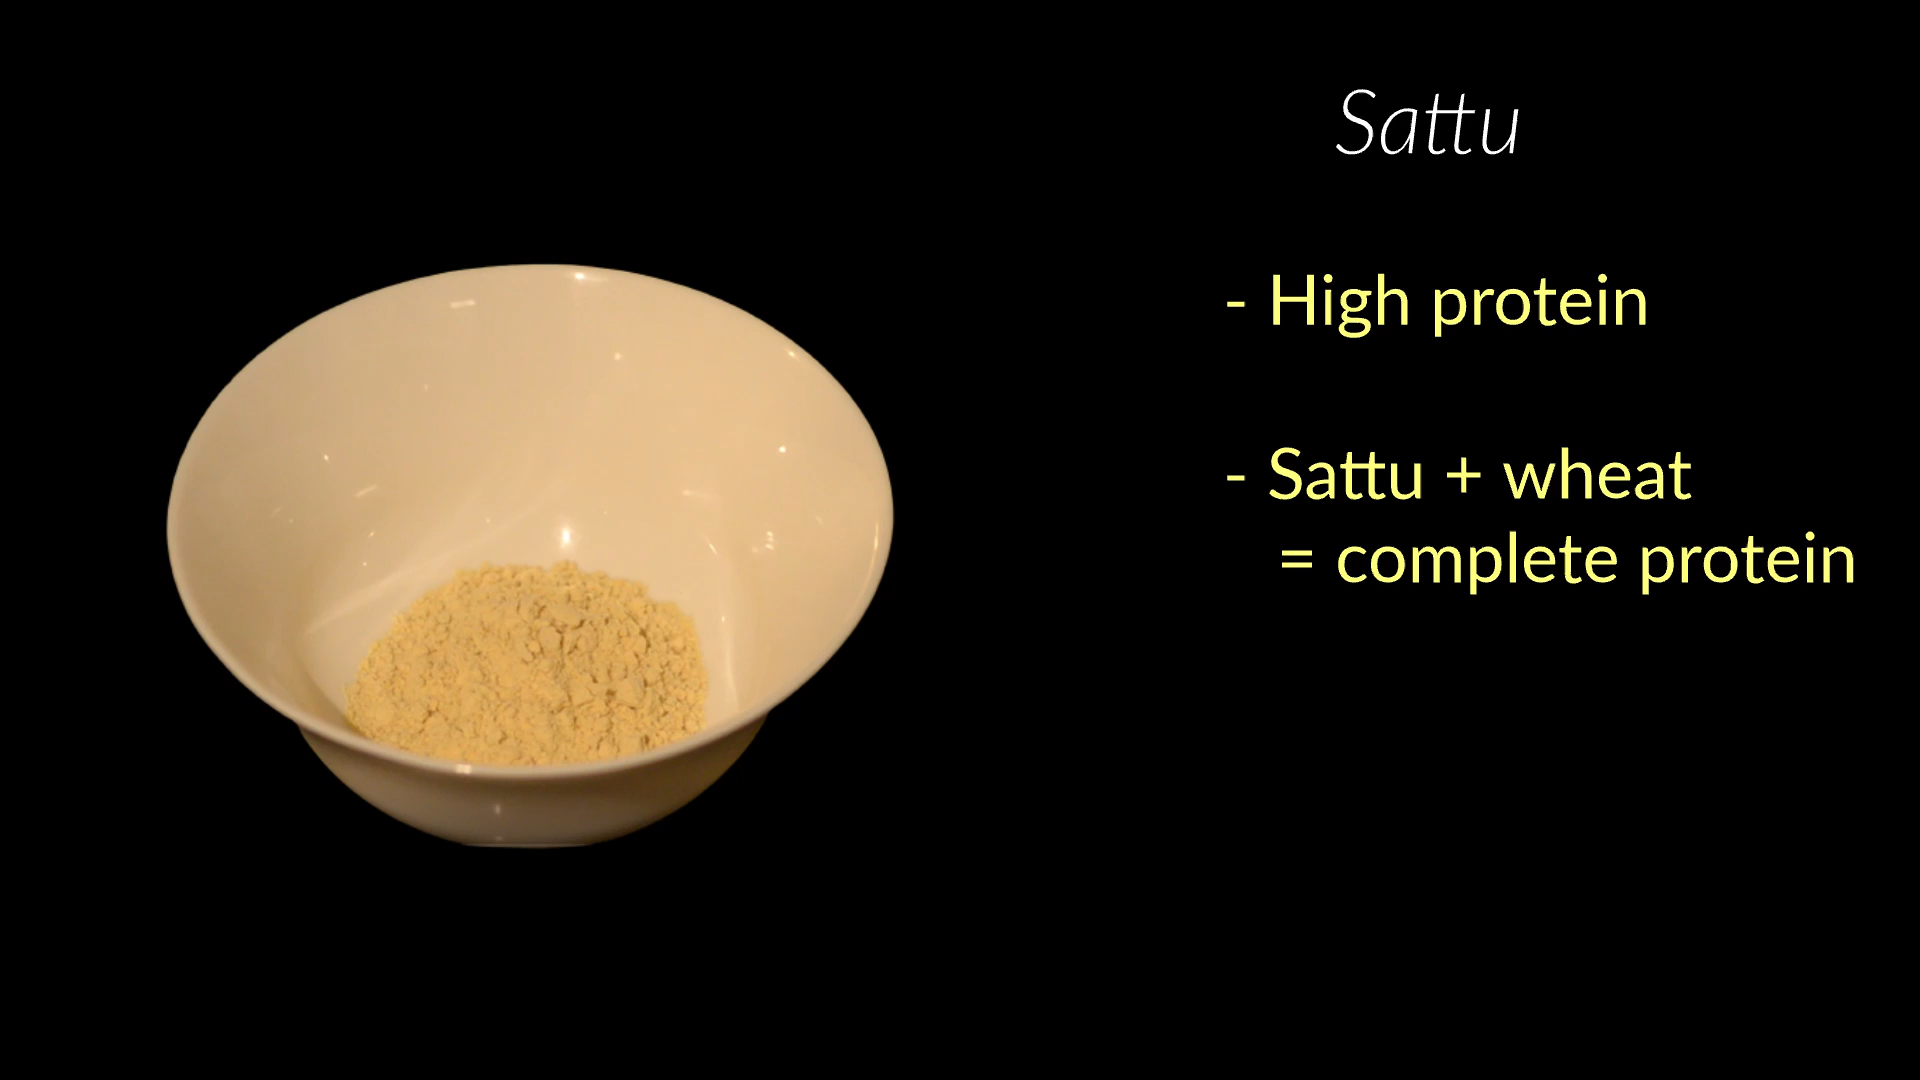 Sattu
- High protein
- Sattu + wheat
= complete protein